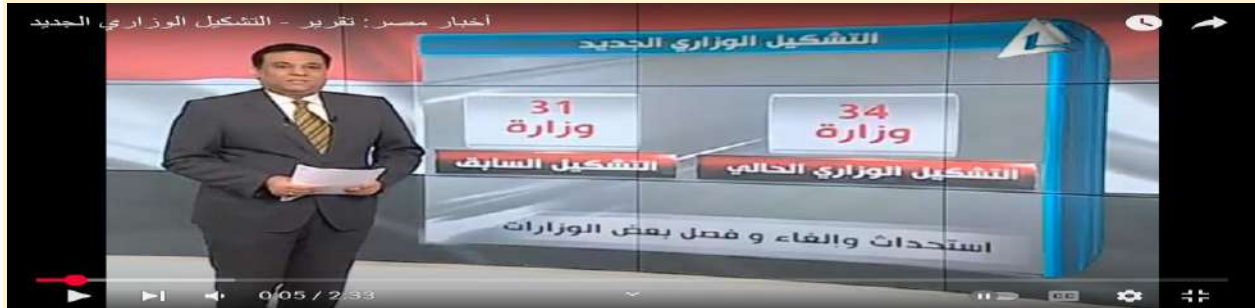 أخبار مصر: تقرير - التشكيل الوزاري الجديد
التشكيل الوزاري الجديد
34
وزارة
التشكيل الوزاري الحالي
31
وزارة
التشكيل السابق
استحداث والغاء و فصل بعض الوزارات
0:05 / 2:33
CC